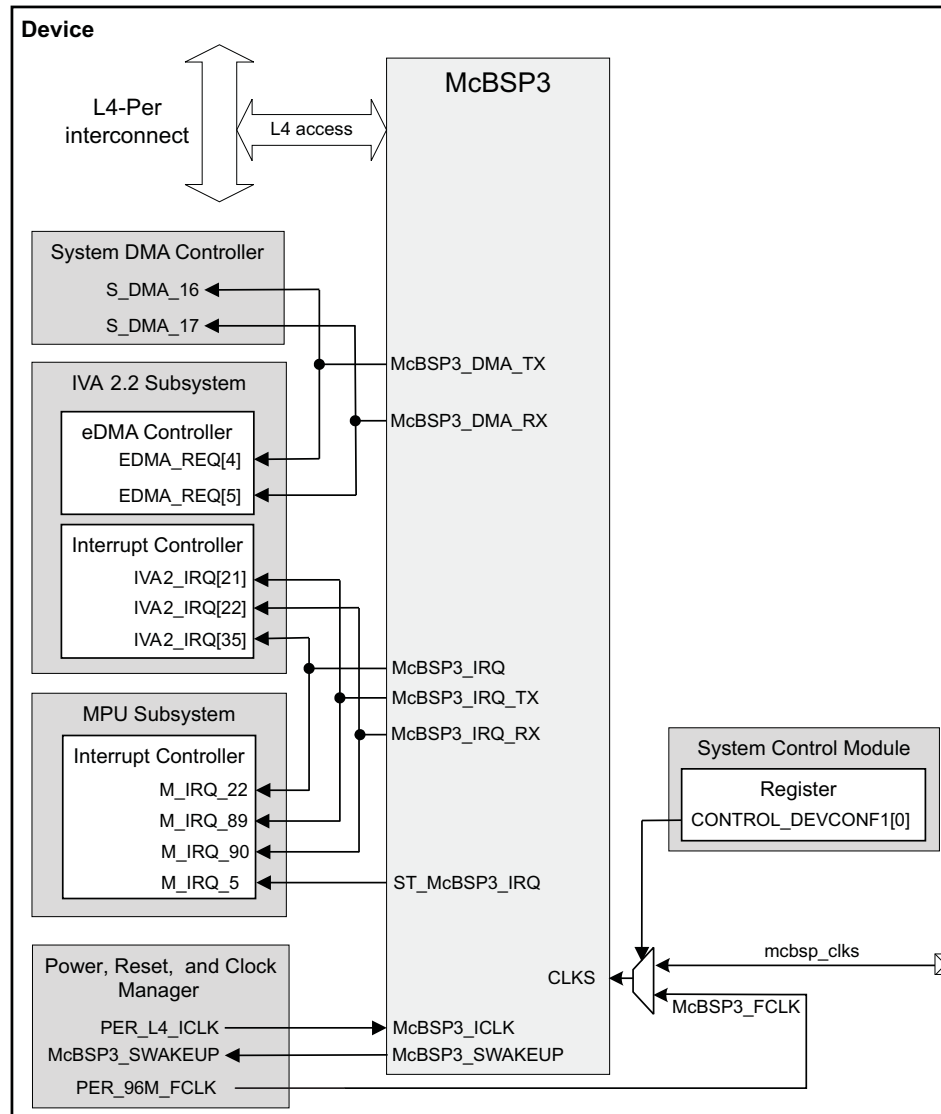 Device
McBSP3
L4-Per
interconnect
L4 access
System DMA Controller
S_DMA_16
S_DMA_17
McBSP3_DMA_TX
IVA 2.2 Subsystem
McBSP3_DMA_RX
eDMA Controller
EDMA_REQ[4]
EDMA_REQ[5]
Interrupt Controller
IVA2_IRQ[21]
IVA2_IRQ[22]
IVA2_IRQ[35]
McBSP3_IRQ
McBSP3_IRQ_TX
McBSP3_IRQ_RX
MPU Subsystem
Interrupt Controller
M_IRQ_22
M_IRQ_89
M_IRQ_90
M_IRQ_5
ST_McBSP3_IRQ
System Control Module
Register
CONTROL_DEVCONF1[0]
mcbsp_clks
CLKS
McBSP3_FCLK
Power, Reset, and Clock
Manager
PER_L4_ICLK
McBSP3_ICLK
McBSP3_SWAKEUP
McBSP3_SWAKEUP
PER_96M_FCLK